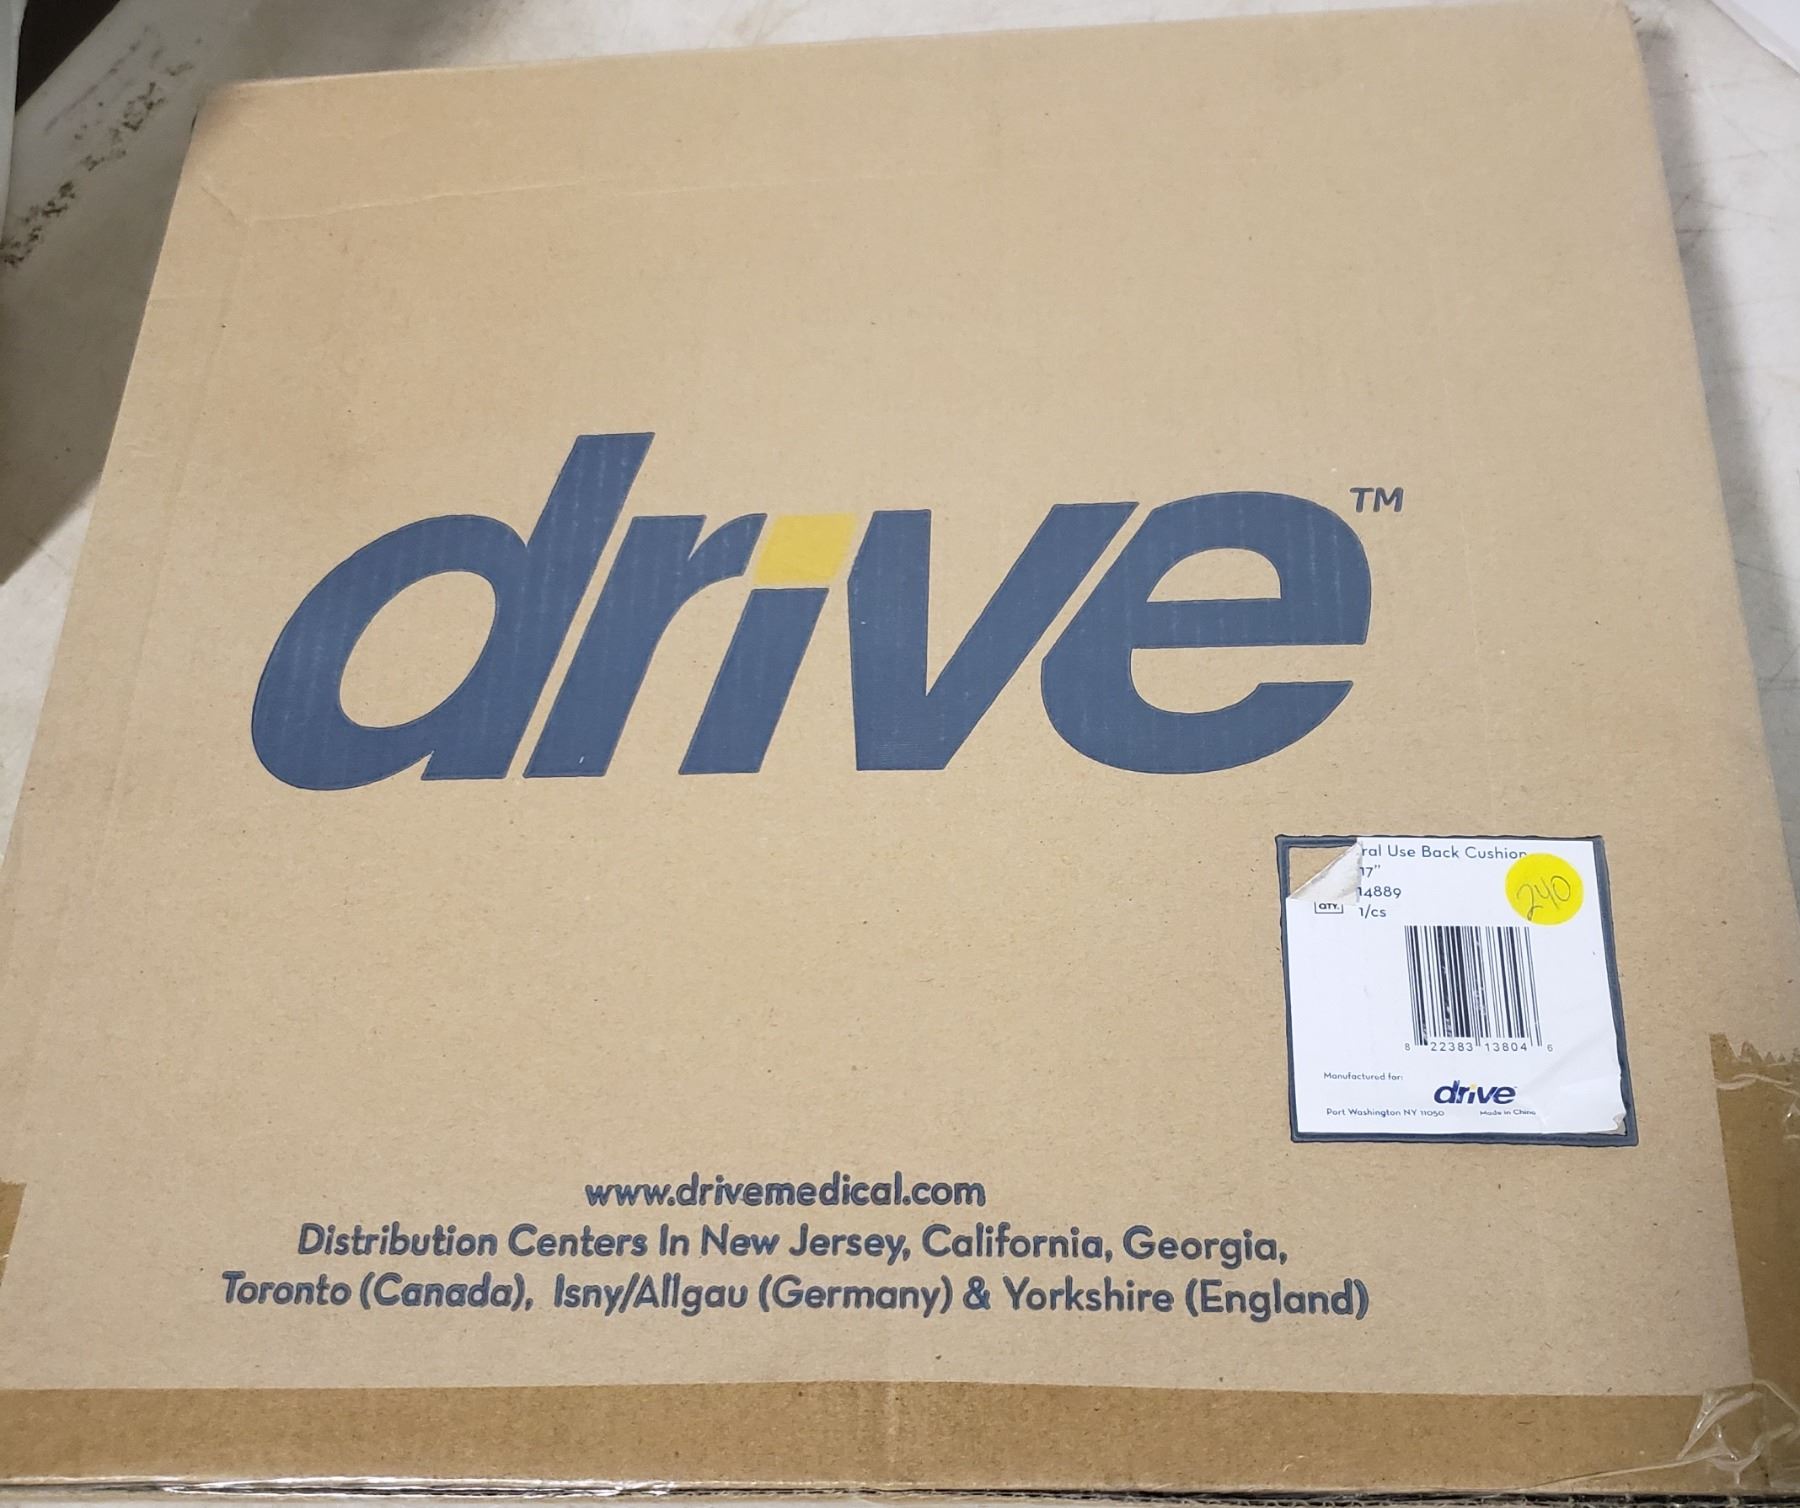 drive™
ral Use Back Cushion
17"
14889
QTY. 1/cs
240
8 22383 13804 6
Manufactured for:
drive
Port Washington NY 11050 Made in China
www.drivemedical.com
Distribution Centers In New Jersey, California, Georgia,
Toronto (Canada), Isny/Allgau (Germany) & Yorkshire (England)